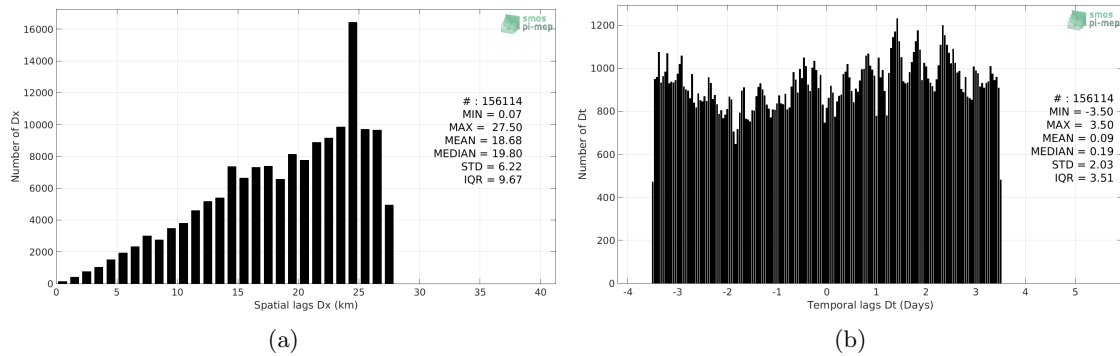 smos
pi-mep
16000
14000
12000
10000
8000
6000
4000
2000
0
Number of Dx
# : 156114
MIN = 0.07
MAX = 27.50
MEAN = 18.68
MEDIAN = 19.80
STD = 6.22
IQR = 9.67
0 5 10 15 20 25 30 35 40
Spatial lags Dx (km)
(a)
smos
pi-mep
1200
1000
800
600
400
200
0
Number of Dt
# : 156114
MIN = -3.50
MAX = 3.50
MEAN = 0.09
MEDIAN = 0.19
STD = 2.03
IQR = 3.51
-4 -3 -2 -1 0 1 2 3 4 5
Temporal lags Dt (Days)
(b)